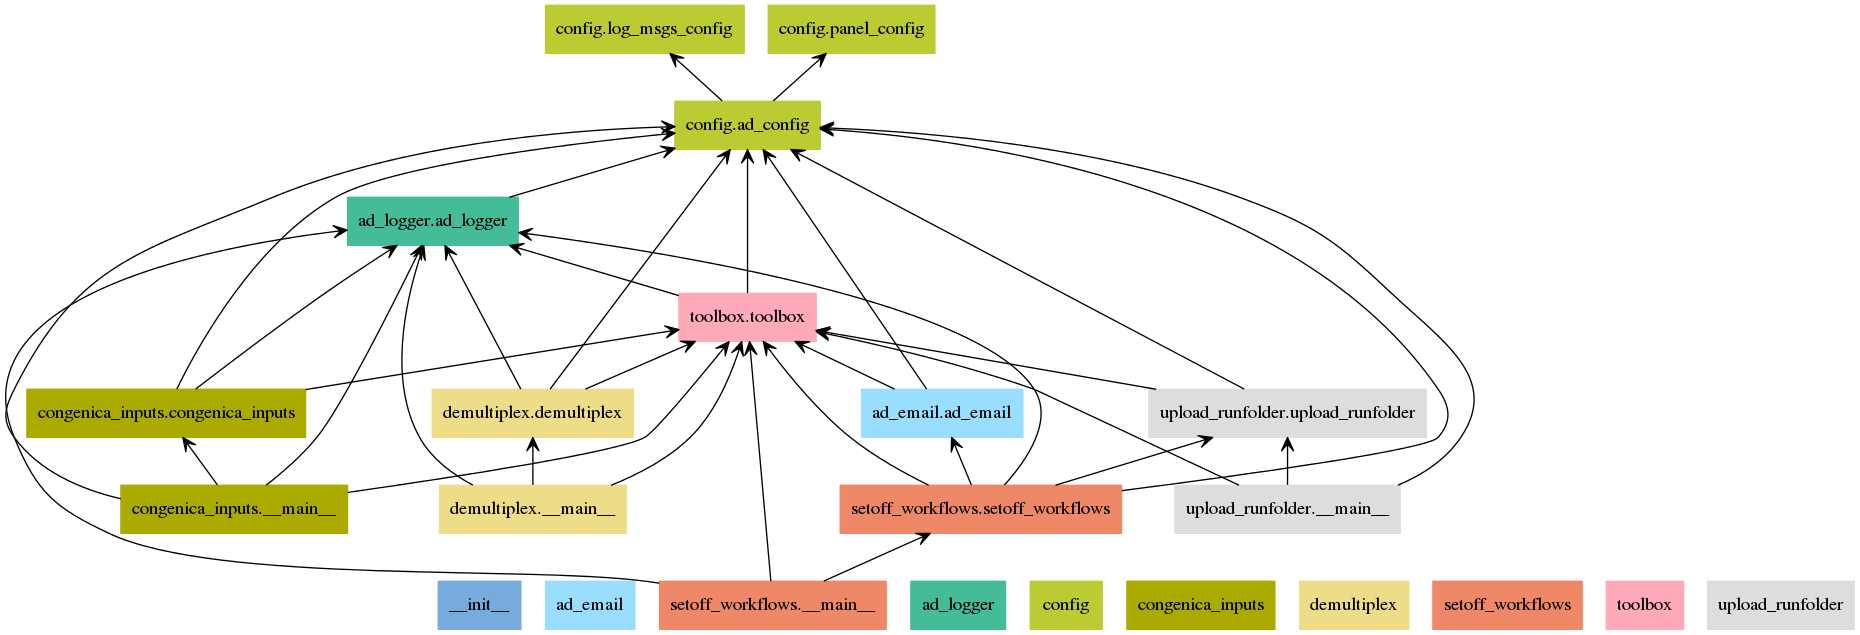 config.log_msgs_config
config.panel_config
config.ad_config
ad_logger.ad_logger
toolbox.toolbox
congenica_inputs.congenica_inputs
demultiplex.demultiplex
ad_email.ad_email
upload_runfolder.upload_runfolder
congenica_inputs.__main__
demultiplex.__main__
setoff_workflows.setoff_workflows
upload_runfolder.__main__
__init__
ad_email
setoff_workflows.__main__
ad_logger
config
congenica_inputs
demultiplex
setoff_workflows
toolbox
upload_runfolder